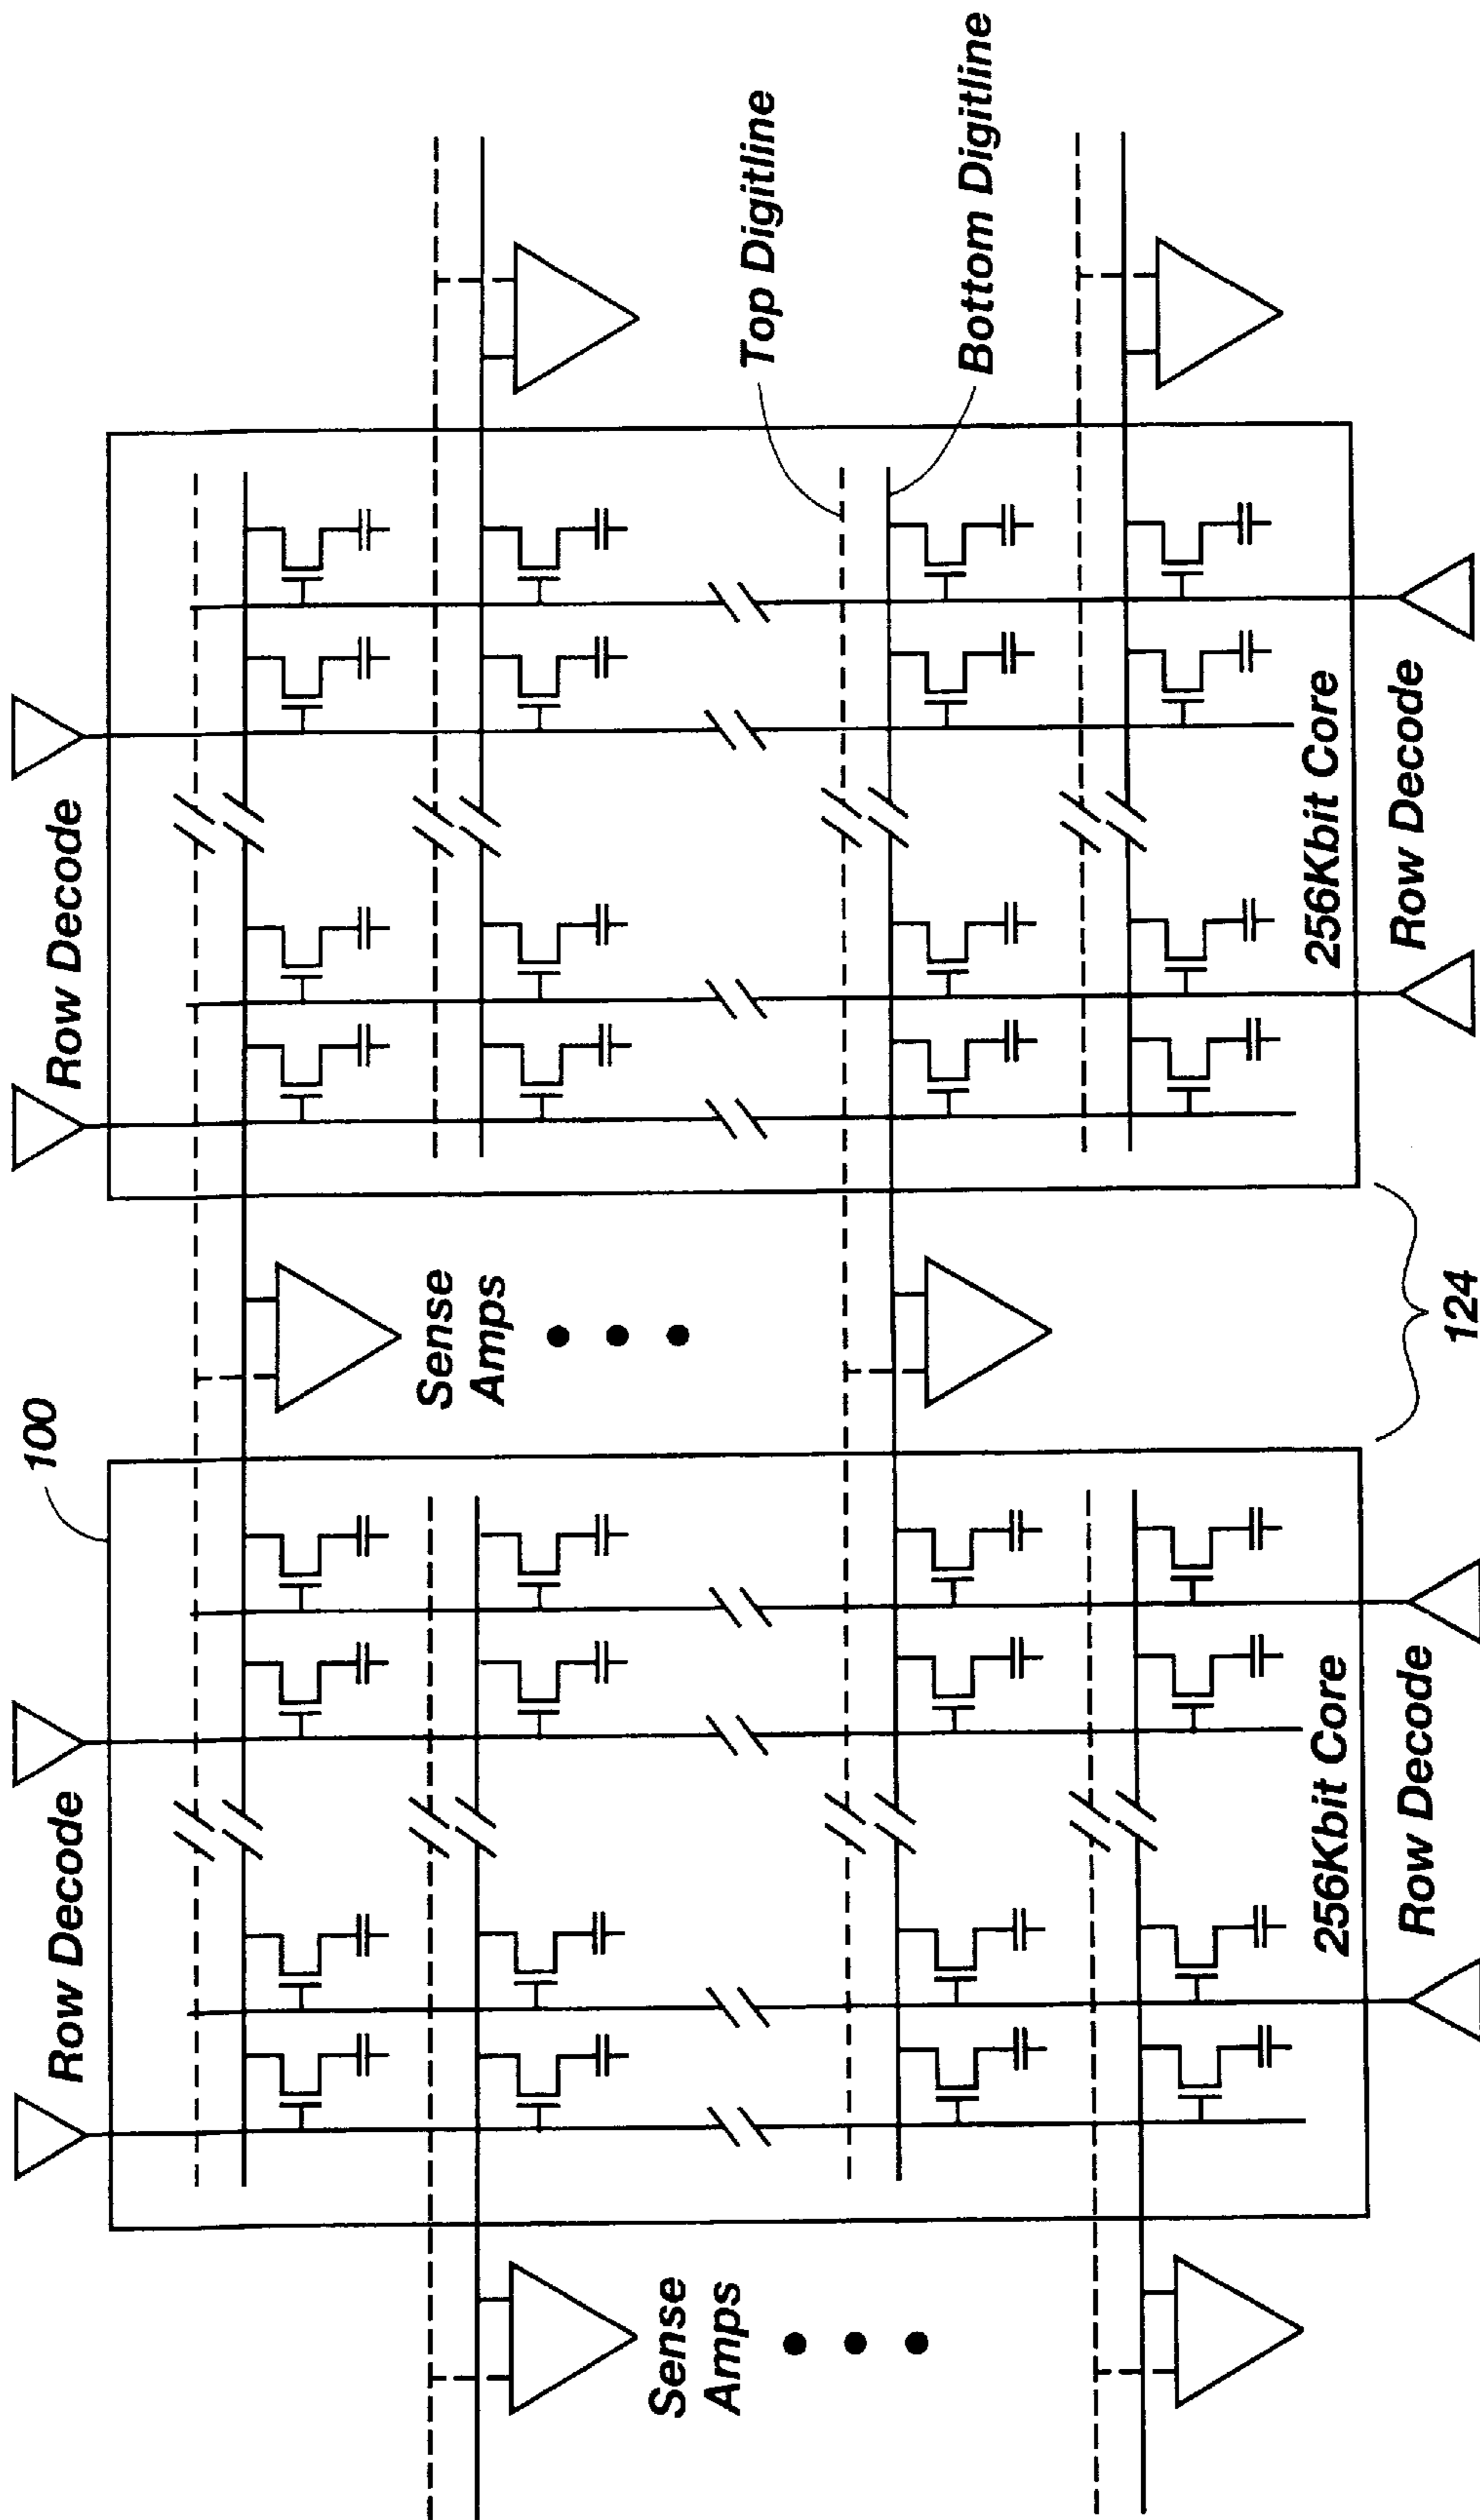 100
Row Decode
Row Decode
Sense
Amps
Sense
Amps
Top Digitline
Bottom Digitline
256Kbit Core
256Kbit Core
Row Decode
Row Decode
124